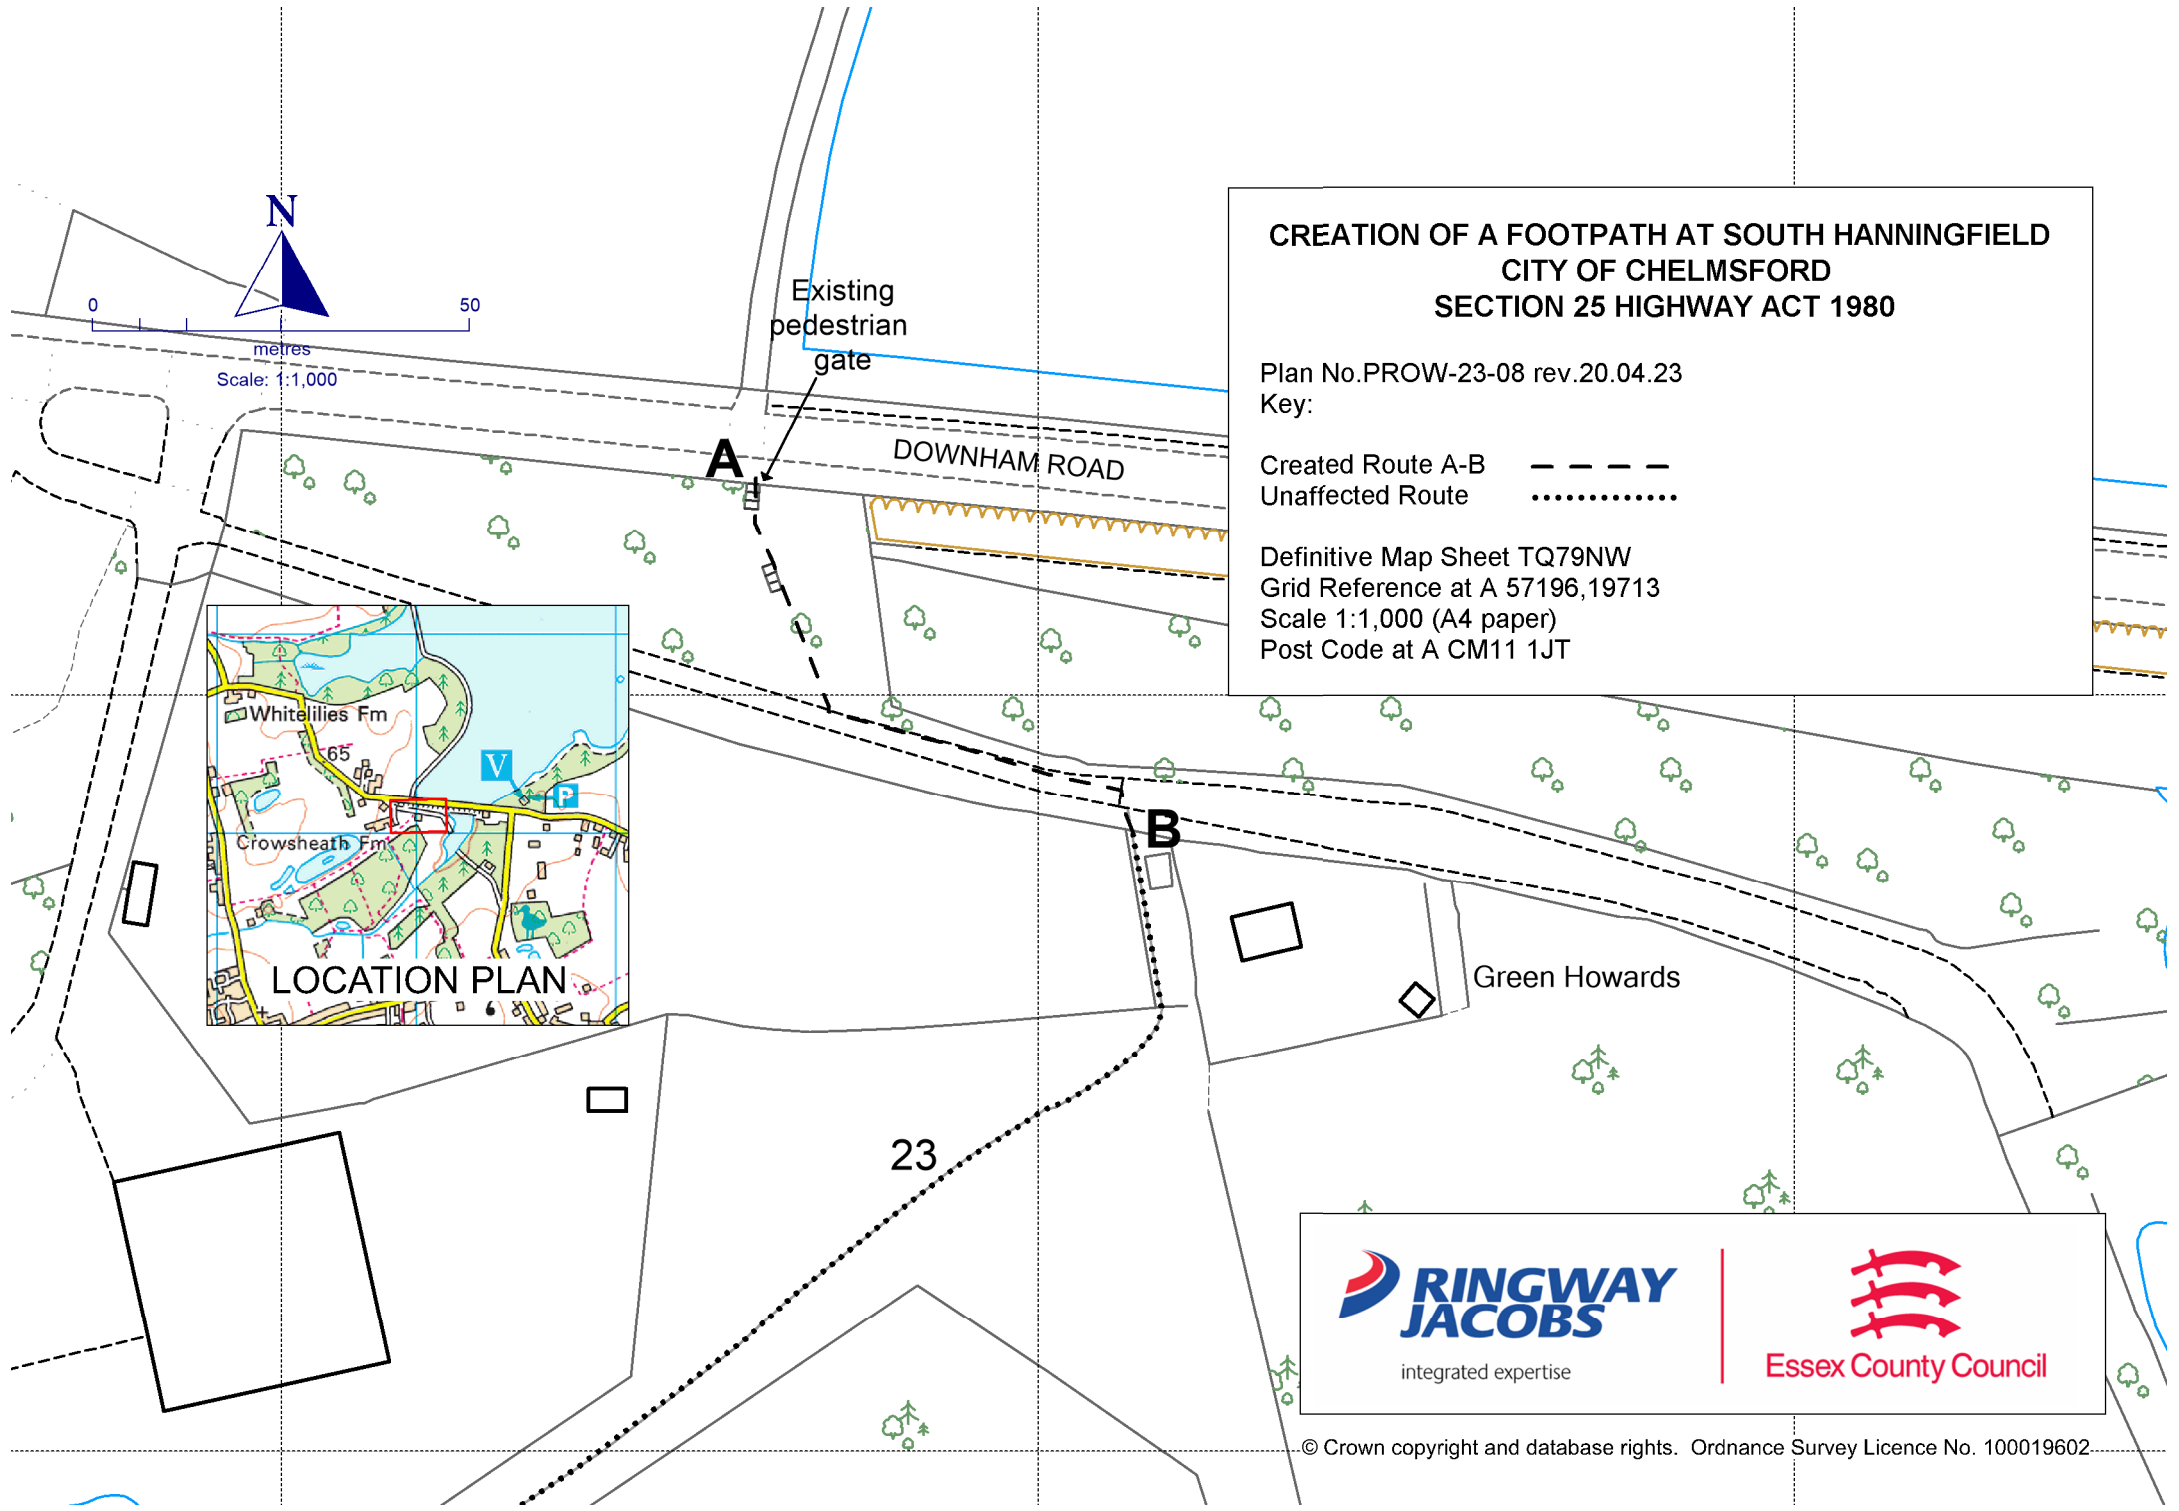 N
0 50
metres
Scale: 1:1,000
Existing
pedestrian
gate
A
DOWNHAM ROAD
CREATION OF A FOOTPATH AT SOUTH HANNINGFIELD
CITY OF CHELMSFORD
SECTION 25 HIGHWAY ACT 1980
Plan No.PROW-23-08 rev.20.04.23
Key:
Created Route A-B
Unaffected Route
Definitive Map Sheet TQ79NW
Grid Reference at A 57196,19713
Scale 1:1,000 (A4 paper)
Post Code at A CM11 1JT
Whitelilies Fm
65
V
P
Crowsheath Fm
LOCATION PLAN
B
Green Howards
23
RINGWAY
JACOBS
integrated expertise
Essex County Council
© Crown copyright and database rights. Ordnance Survey Licence No. 100019602